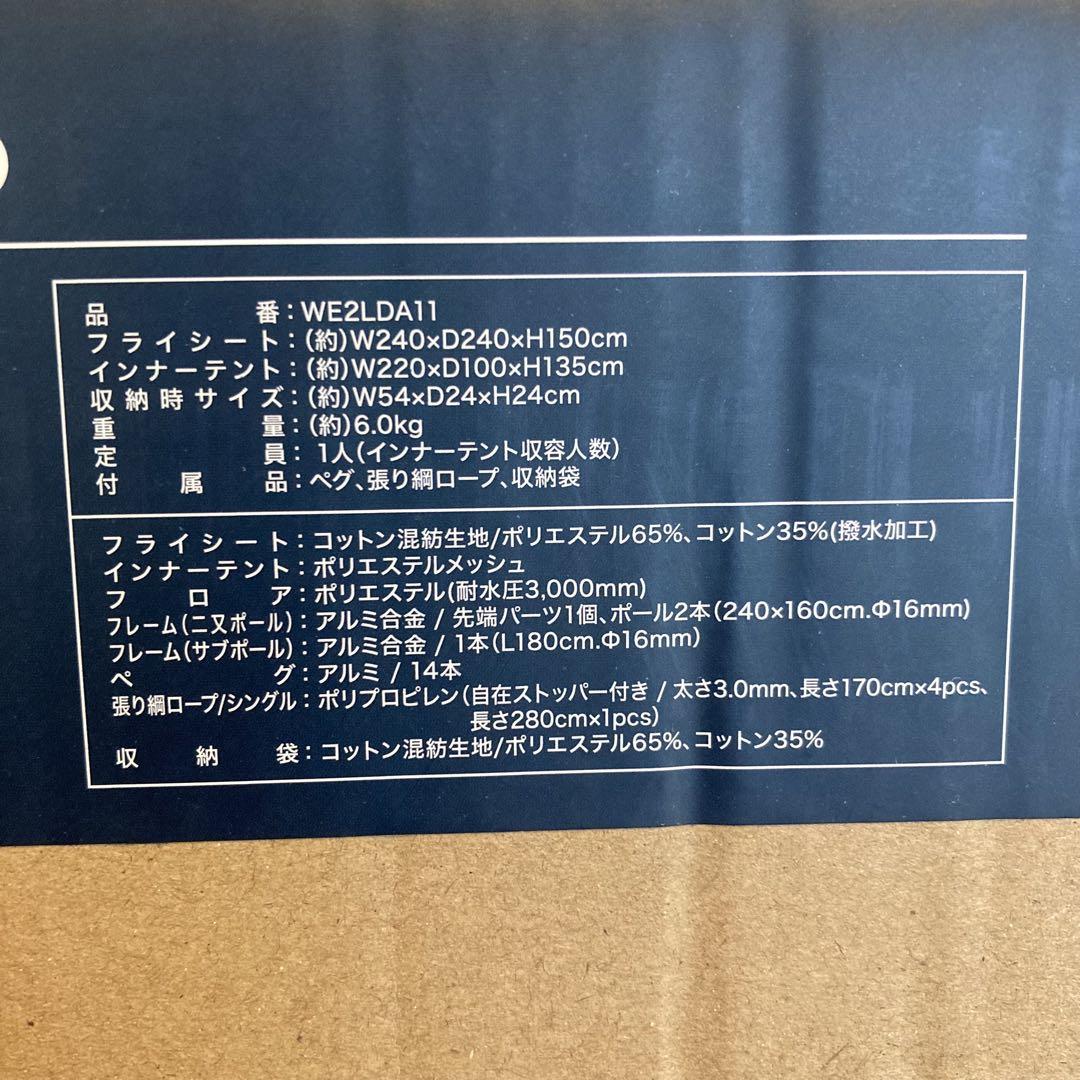 品番：WE2LDA11
フライシート：(約)W240×D240×H150cm
インナーテント：(約)W220×D100×H135cm
収納時サイズ：(約)W54×D24×H24cm
重量：(約)6.0kg
定員：1人(インナーテント収容人数)
付属品：ペグ、張り綱ロープ、収納袋
フライシート：コットン混紡生地/ポリエステル65%、コットン35%(撥水加工)
インナーテント：ポリエステルメッシュ
フロア：ポリエステル(耐水圧3,000mm)
フレーム(二又ポール)：アルミ合金 / 先端パーツ1個、ポール2本(240×160cm.Φ16mm)
フレーム(サブポール)：アルミ合金 / 1本(L180cm.Φ16mm)
ペグ：アルミ / 14本
張り綱ロープ/シングル：ポリプロピレン(自在ストッパー付き / 太さ3.0mm、長さ170cm×4pcs、
長さ280cm×1pcs)
収納袋：コットン混紡生地/ポリエステル65%、コットン35%